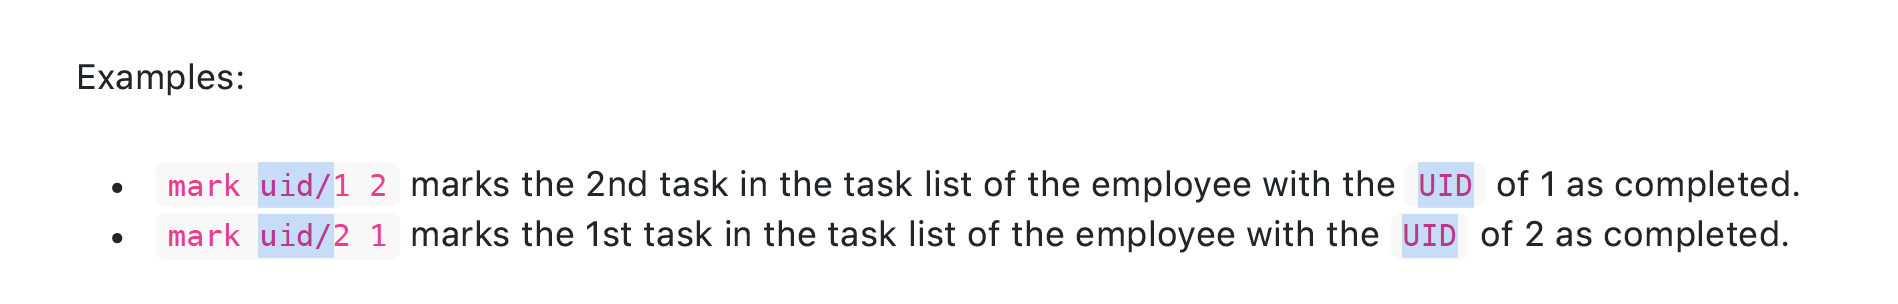 Examples:
• mark uid/1 2 marks the 2nd task in the task list of the employee with the UID of 1 as completed.
• mark uid/2 1 marks the 1st task in the task list of the employee with the UID of 2 as completed.